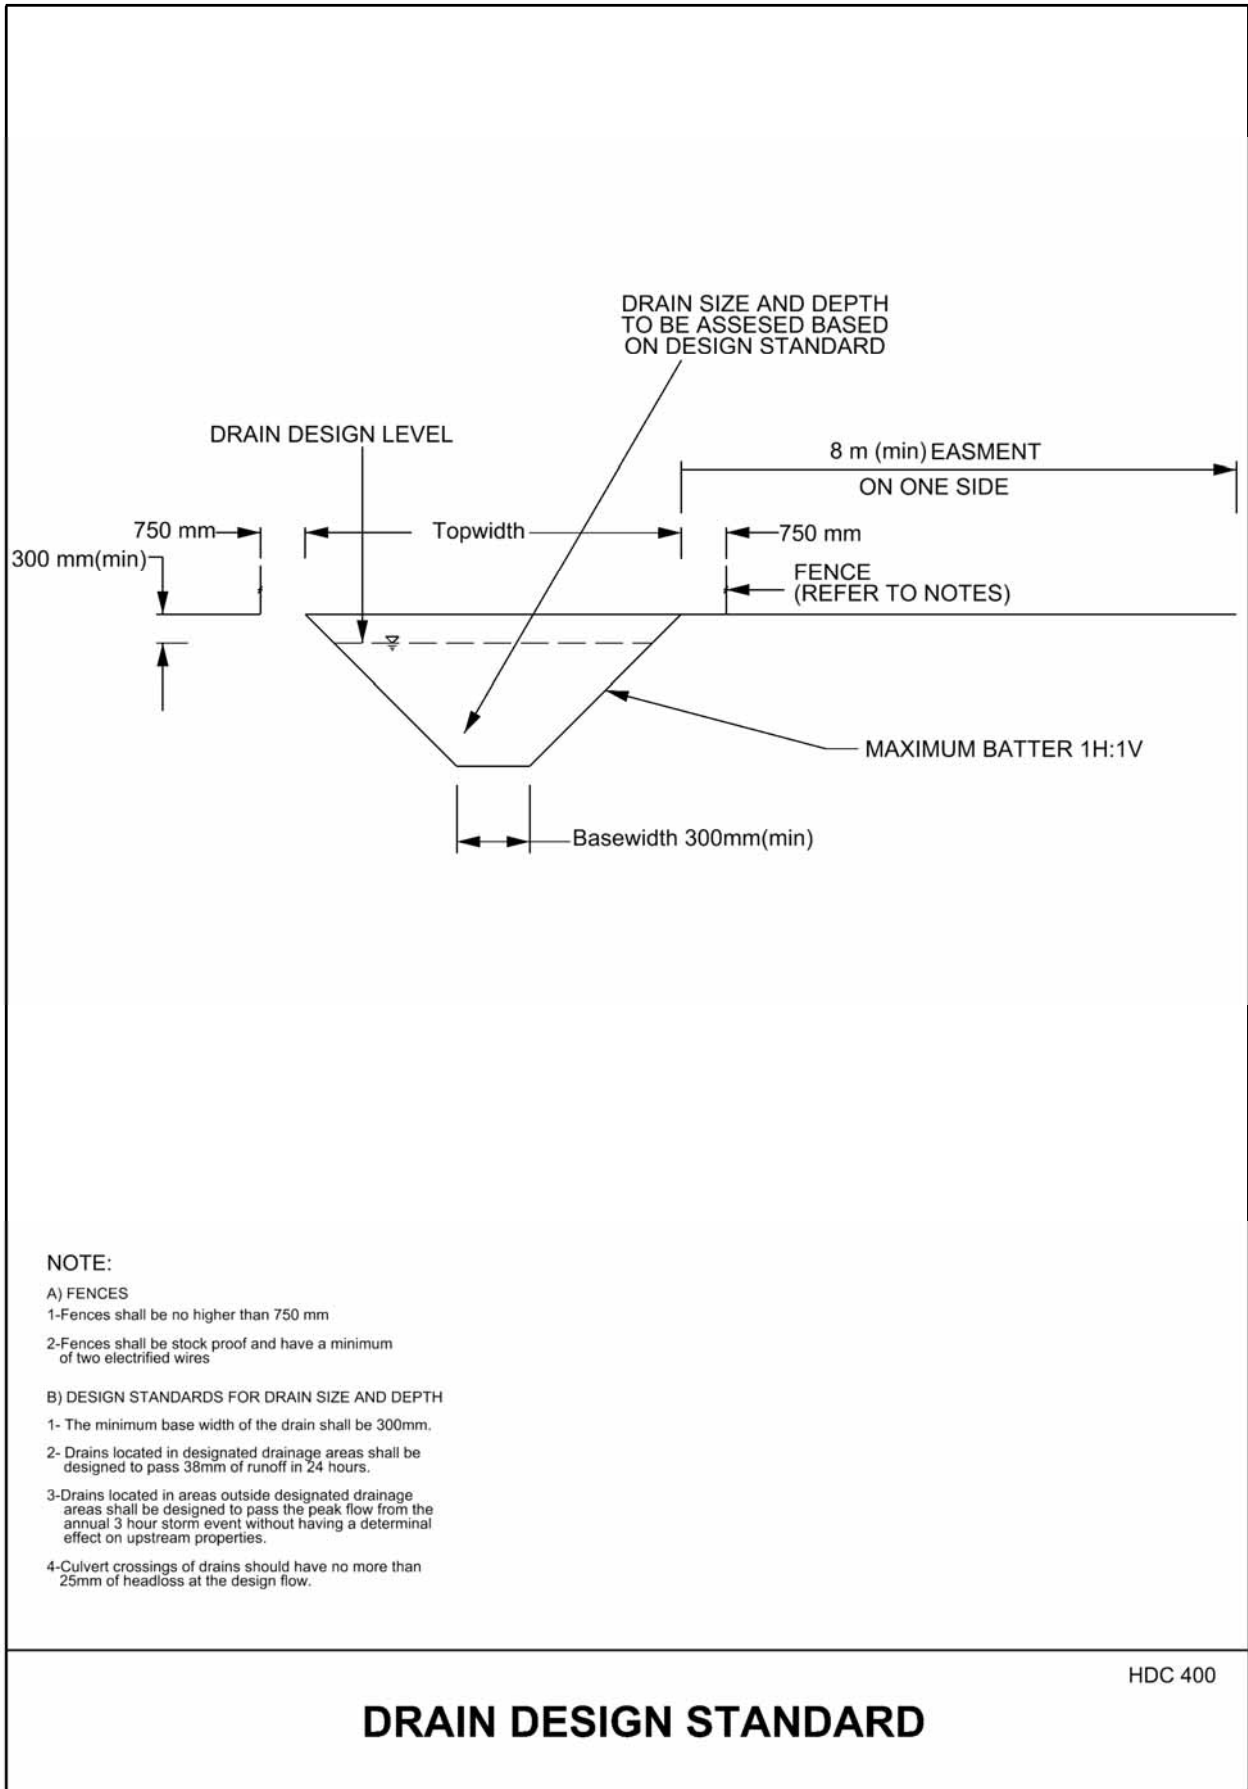 DRAIN SIZE AND DEPTH
TO BE ASSESED BASED
ON DESIGN STANDARD
DRAIN DESIGN LEVEL
8 m (min) EASMENT
ON ONE SIDE
750 mm
Topwidth
750 mm
300 mm(min)
FENCE
(REFER TO NOTES)
MAXIMUM BATTER 1H:1V
Basewidth 300mm(min)
NOTE:
A) FENCES
1-Fences shall be no higher than 750 mm
2-Fences shall be stock proof and have a minimum
of two electrified wires
B) DESIGN STANDARDS FOR DRAIN SIZE AND DEPTH
1- The minimum base width of the drain shall be 300mm.
2- Drains located in designated drainage areas shall be
designed to pass 38mm of runoff in 24 hours.
3-Drains located in areas outside designated drainage
areas shall be designed to pass the peak flow from the
annual 3 hour storm event without having a determinal
effect on upstream properties.
4-Culvert crossings of drains should have no more than
25mm of headloss at the design flow.
HDC 400
DRAIN DESIGN STANDARD